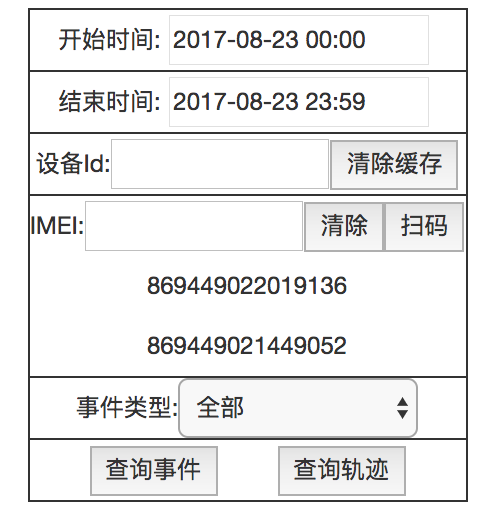 开始时间: 2017-08-23 00:00
结束时间: 2017-08-23 23:59
设备Id: 清除缓存
IMEI: 清除 扫码
869449022019136
869449021449052
事件类型: 全部
查询事件 查询轨迹